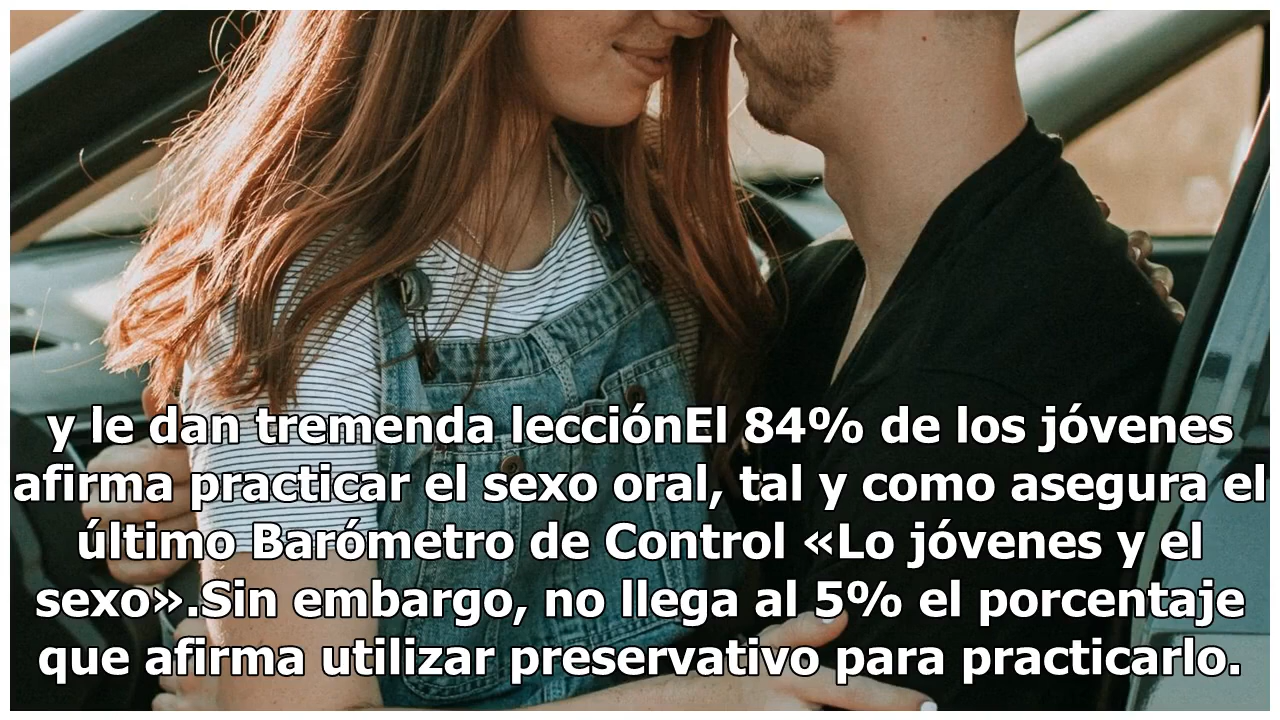 y le dan tremenda lecciónEl 84% de los jóvenes
afirma practicar el sexo oral, tal y como asegura el
último Barómetro de Control «Lo jóvenes y el
sexo».Sin embargo, no llega al 5% el porcentaje
que afirma utilizar preservativo para practicarlo.